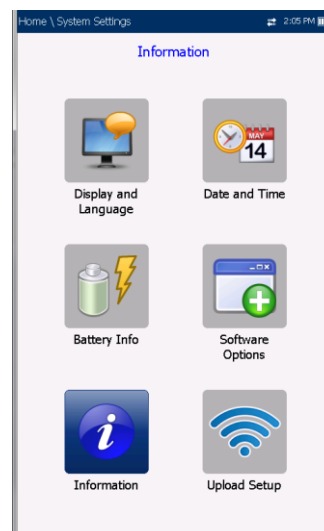 Home \ System Settings 2:05 PM
Information
MAY
14
Display and
Language
Date and Time
Battery Info
Software
Options
i
Information
Upload Setup